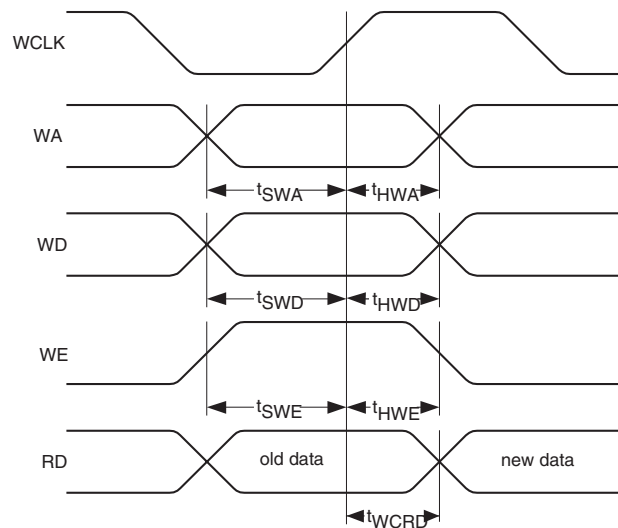 WCLK
WA
tSWA tHWA
WD
tSWD tHWD
WE
tSWE tHWE
RD old data new data
tWCRD